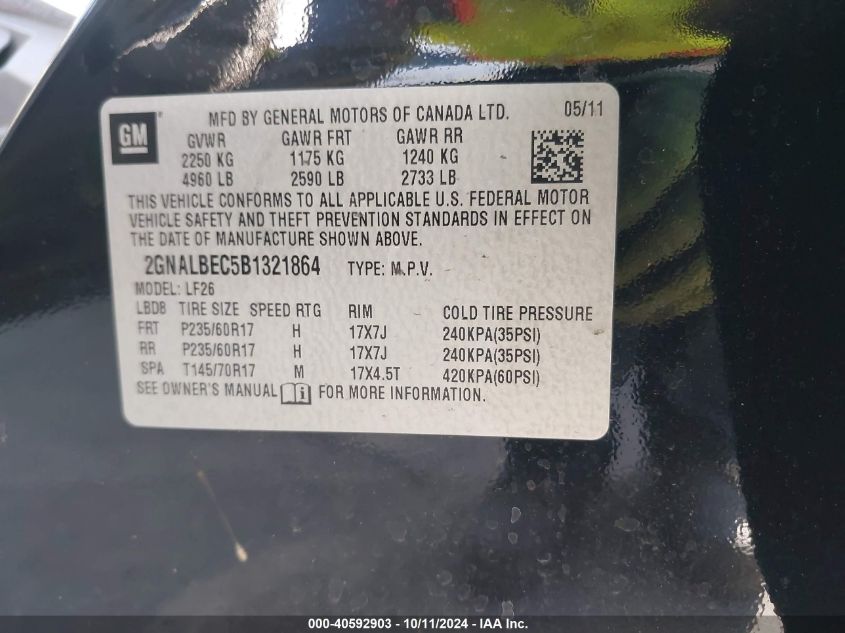 GM
MFD BY GENERAL MOTORS OF CANADA LTD. 05/11
GVWR GAWR FRT GAWR RR
2250 KG 1175 KG 1240 KG
4960 LB 2590 LB 2733 LB
THIS VEHICLE CONFORMS TO ALL APPLICABLE U.S. FEDERAL MOTOR
VEHICLE SAFETY AND THEFT PREVENTION STANDARDS IN EFFECT ON
THE DATE OF MANUFACTURE SHOWN ABOVE.
2GNALBEC5B1321864 TYPE: M.P.V.
MODEL: LF26
LBDB TIRE SIZE SPEED RTG RIM COLD TIRE PRESSURE
FRT P235/60R17 H 17X7J 240KPA(35PSI)
RR P235/60R17 H 17X7J 240KPA(35PSI)
SPA T145/70R17 M 17X4.5T 420KPA(60PSI)
SEE OWNER'S MANUAL i FOR MORE INFORMATION.
000-40592903 - 10/11/2024 - IAA Inc.